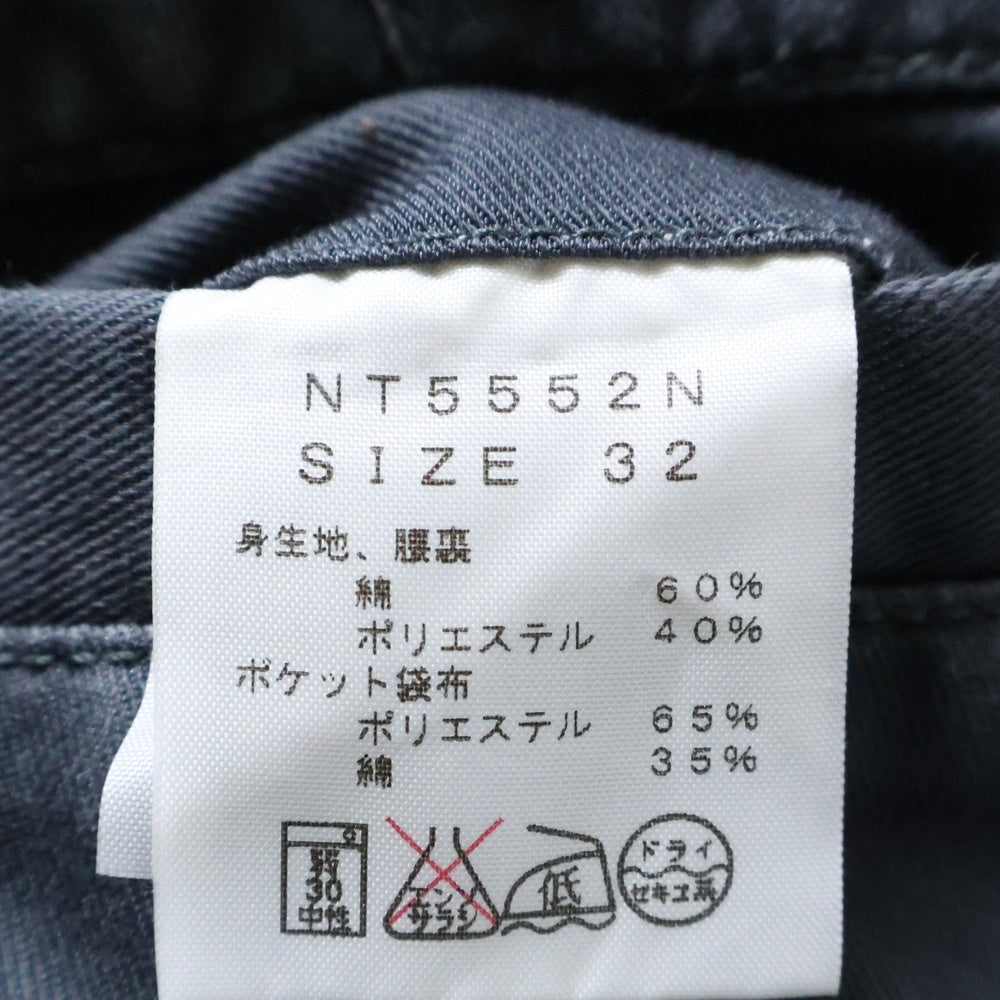 NT5552N
SIZE 32
身生地、腰裏
綿 60%
ポリエステル 40%
ポケット袋布
ポリエステル 65%
綿 35%
弱
30
中性
エンソ
サラシ
低
ドライ
セキユ系